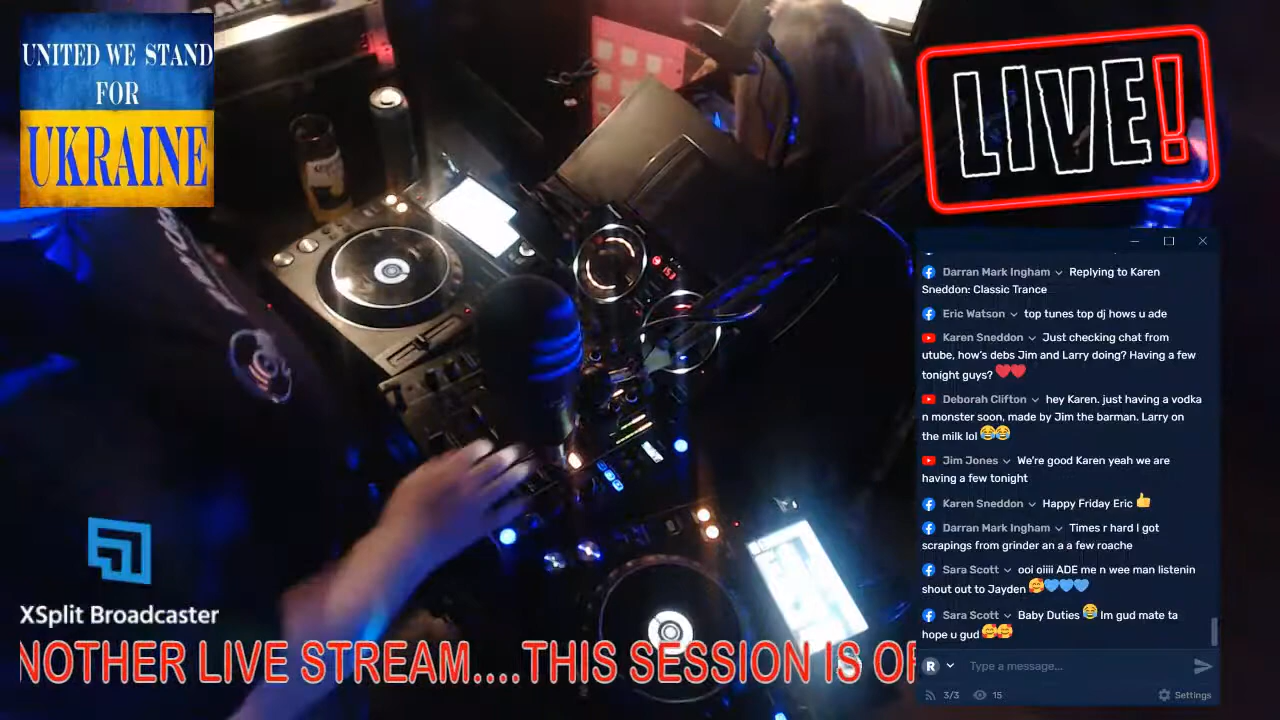 UNITED WE STAND
FOR
UKRAINE
LIVE!
Darran Mark Ingham Replying to Karen
Sneddon: Classic Trance
Eric Watson top tunes top dj hows u ade
Karen Sneddon Just checking chat from
utube, how's debs Jim and Larry doing? Having a few
tonight guys? ❤️❤️
Deborah Clifton hey Karen. just having a vodka
n monster soon, made by Jim the barman. Larry on
the milk lol 😂😂
Jim Jones We're good Karen yeah we are
having a few tonight
Karen Sneddon Happy Friday Eric 👍
Darran Mark Ingham Times r hard I got
scrapings from grinder an a a few roache
Sara Scott ooi oiiii ADE me n wee man listenin
shout out to Jayden 🥰💙💙💙
Sara Scott Baby Duties 😂 Im gud mate ta
hope u gud 🥰🥰
R Type a message...
3/3 15 Settings
XSplit Broadcaster
NOTHER LIVE STREAM....THIS SESSION IS OF